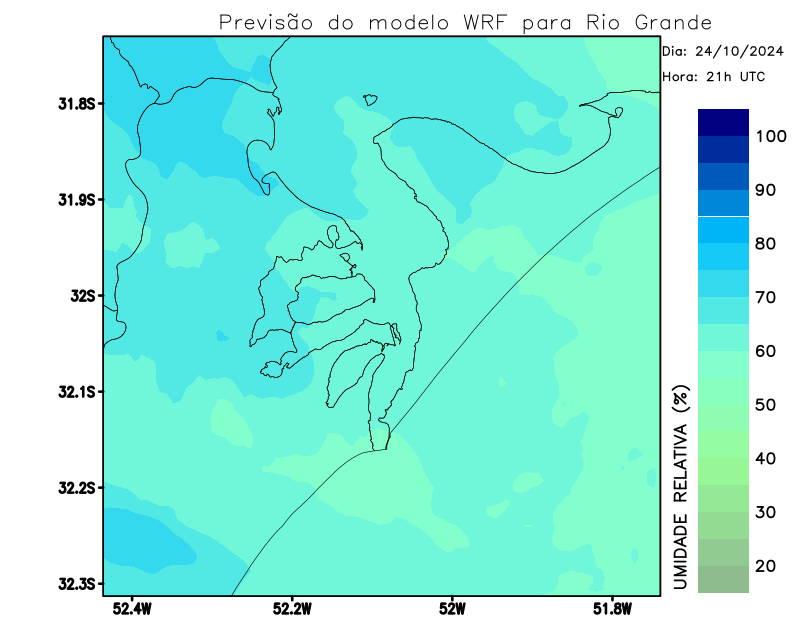 Previsão do modelo WRF para Rio Grande
Dia: 24/10/2024
Hora: 21h UTC
31.8S
31.9S
32S
32.1S
32.2S
32.3S
52.4W
52.2W
52W
51.8W
UMIDADE RELATIVA (%)
100
90
80
70
60
50
40
30
20